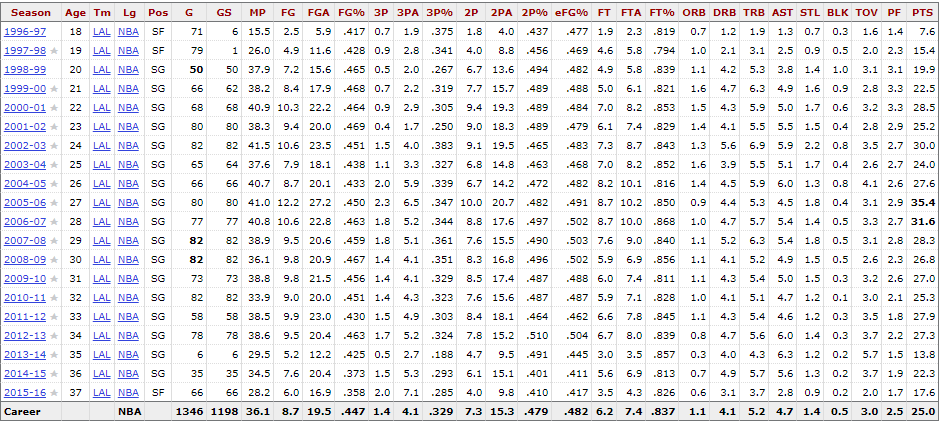 Season Age Tm Lg Pos G GS MP FG FGA FG% 3P 3PA 3P% 2P 2PA 2P% eFG% FT FTA FT% ORB DRB TRB AST STL BLK TOV PF PTS
1996-97 18 LAL NBA SF 71 6 15.5 2.5 5.9 .417 0.7 1.9 .375 1.8 4.0 .437 .477 1.9 2.3 .819 0.7 1.2 1.9 1.3 0.7 0.3 1.6 1.4 7.6
1997-98 ★ 19 LAL NBA SF 79 1 26.0 4.9 11.6 .428 0.9 2.8 .341 4.0 8.8 .456 .469 4.6 5.8 .794 1.0 2.1 3.1 2.5 0.9 0.5 2.0 2.3 15.4
1998-99 20 LAL NBA SG 50 50 37.9 7.2 15.6 .465 0.5 2.0 .267 6.7 13.6 .494 .482 4.9 5.8 .839 1.1 4.2 5.3 3.8 1.4 1.0 3.1 3.1 19.9
1999-00 ★ 21 LAL NBA SG 66 62 38.2 8.4 17.9 .468 0.7 2.2 .319 7.7 15.7 .489 .488 5.0 6.1 .821 1.6 4.7 6.3 4.9 1.6 0.9 2.8 3.3 22.5
2000-01 ★ 22 LAL NBA SG 68 68 40.9 10.3 22.2 .464 0.9 2.9 .305 9.4 19.3 .489 .484 7.0 8.2 .853 1.5 4.3 5.9 5.0 1.7 0.6 3.2 3.3 28.5
2001-02 ★ 23 LAL NBA SG 80 80 38.3 9.4 20.0 .469 0.4 1.7 .250 9.0 18.3 .489 .479 6.1 7.4 .829 1.4 4.1 5.5 5.5 1.5 0.4 2.8 2.9 25.2
2002-03 ★ 24 LAL NBA SG 82 82 41.5 10.6 23.5 .451 1.5 4.0 .383 9.1 19.5 .465 .483 7.3 8.7 .843 1.3 5.6 6.9 5.9 2.2 0.8 3.5 2.7 30.0
2003-04 ★ 25 LAL NBA SG 65 64 37.6 7.9 18.1 .438 1.1 3.3 .327 6.8 14.8 .463 .468 7.0 8.2 .852 1.6 3.9 5.5 5.1 1.7 0.4 2.6 2.7 24.0
2004-05 ★ 26 LAL NBA SG 66 66 40.7 8.7 20.1 .433 2.0 5.9 .339 6.7 14.2 .472 .482 8.2 10.1 .816 1.4 4.5 5.9 6.0 1.3 0.8 4.1 2.6 27.6
2005-06 ★ 27 LAL NBA SG 80 80 41.0 12.2 27.2 .450 2.3 6.5 .347 10.0 20.7 .482 .491 8.7 10.2 .850 0.9 4.4 5.3 4.5 1.8 0.4 3.1 2.9 35.4
2006-07 ★ 28 LAL NBA SG 77 77 40.8 10.6 22.8 .463 1.8 5.2 .344 8.8 17.6 .497 .502 8.7 10.0 .868 1.0 4.7 5.7 5.4 1.4 0.5 3.3 2.7 31.6
2007-08 ★ 29 LAL NBA SG 82 82 38.9 9.5 20.6 .459 1.8 5.1 .361 7.6 15.5 .490 .503 7.6 9.0 .840 1.1 5.2 6.3 5.4 1.8 0.5 3.1 2.8 28.3
2008-09 ★ 30 LAL NBA SG 82 82 36.1 9.8 20.9 .467 1.4 4.1 .351 8.3 16.8 .496 .502 5.6 6.9 .856 1.1 4.1 5.2 4.9 1.5 0.5 2.6 2.3 26.8
2009-10 ★ 31 LAL NBA SG 73 73 38.8 9.8 21.5 .456 1.4 4.1 .329 8.5 17.4 .487 .488 6.0 7.4 .811 1.1 4.3 5.4 5.0 1.5 0.3 3.2 2.6 27.0
2010-11 ★ 32 LAL NBA SG 82 82 33.9 9.0 20.0 .451 1.4 4.3 .323 7.6 15.6 .487 .487 5.9 7.1 .828 1.0 4.1 5.1 4.7 1.2 0.1 3.0 2.1 25.3
2011-12 ★ 33 LAL NBA SG 58 58 38.5 9.9 23.0 .430 1.5 4.9 .303 8.4 18.1 .464 .462 6.6 7.8 .845 1.1 4.3 5.4 4.6 1.2 0.3 3.5 1.8 27.9
2012-13 ★ 34 LAL NBA SG 78 78 38.6 9.5 20.4 .463 1.7 5.2 .324 7.8 15.2 .510 .504 6.7 8.0 .839 0.8 4.7 5.6 6.0 1.4 0.3 3.7 2.2 27.3
2013-14 ★ 35 LAL NBA SG 6 6 29.5 5.2 12.2 .425 0.5 2.7 .188 4.7 9.5 .491 .445 3.0 3.5 .857 0.3 4.0 4.3 6.3 1.2 0.2 5.7 1.5 13.8
2014-15 ★ 36 LAL NBA SG 35 35 34.5 7.6 20.4 .373 1.5 5.3 .293 6.1 15.1 .401 .411 5.6 6.9 .813 0.7 4.9 5.7 5.6 1.3 0.2 3.7 1.9 22.3
2015-16 ★ 37 LAL NBA SF 66 66 28.2 6.0 16.9 .358 2.0 7.1 .285 4.0 9.8 .410 .417 3.5 4.3 .826 0.6 3.1 3.7 2.8 0.9 0.2 2.0 1.7 17.6
Career NBA 1346 1198 36.1 8.7 19.5 .447 1.4 4.1 .329 7.3 15.3 .479 .482 6.2 7.4 .837 1.1 4.1 5.2 4.7 1.4 0.5 3.0 2.5 25.0